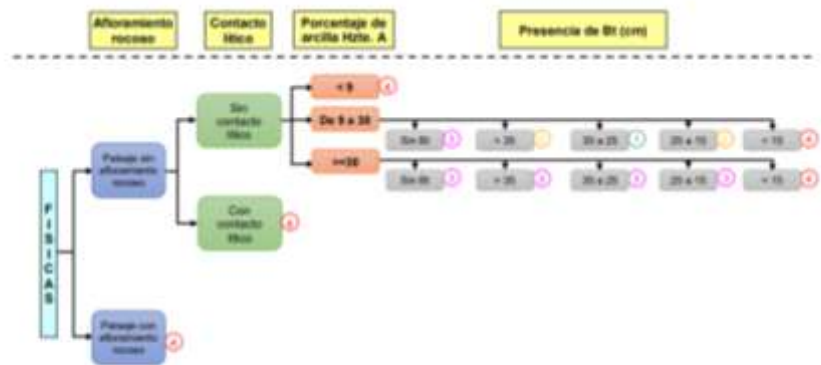 Afloramiento
rocoso
Contacto
lítico
Porcentaje de
arcilla Hzte. A
Presencia de Bt (cm)
< 9
De 9 a 30
>=30
Sin
contacto
lítico
Con
contacto
lítico
Paisaje sin
afloramiento
rocoso
Paisaje con
afloramiento
rocoso
FISICAS
Sin Bt
> 35
35 a 25
25 a 15
< 15
Sin Bt
> 35
35 a 25
25 a 15
< 15